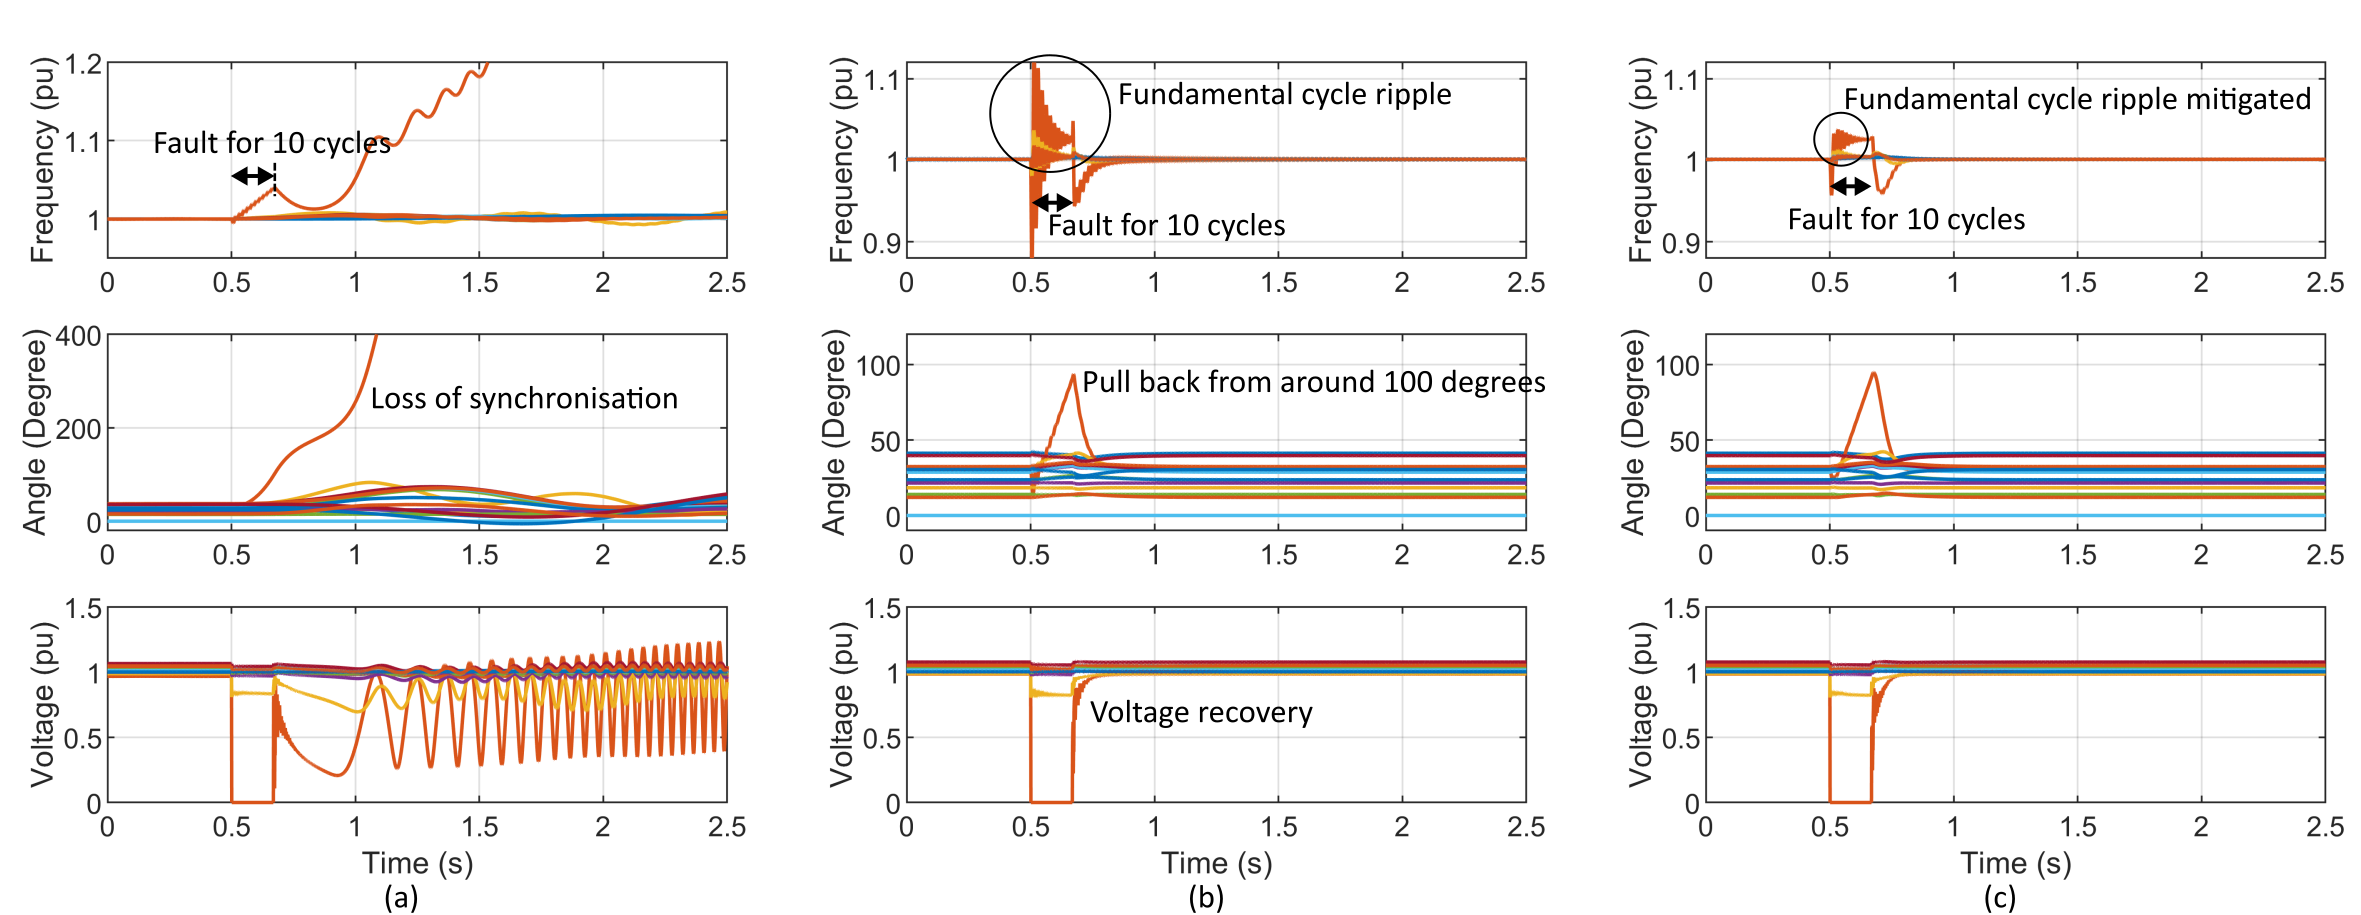 Frequency (pu)
1.2
1.1
1
Fault for 10 cycles
0 0.5 1 1.5 2 2.5
Angle (Degree)
400
200
0
Loss of synchronisation
0 0.5 1 1.5 2 2.5
Voltage (pu)
1.5
1
0.5
0
0 0.5 1 1.5 2 2.5
Time (s)
(a)
Frequency (pu)
1.1
1
0.9
Fundamental cycle ripple
Fault for 10 cycles
0 0.5 1 1.5 2 2.5
Angle (Degree)
100
50
0
Pull back from around 100 degrees
0 0.5 1 1.5 2 2.5
Voltage (pu)
1.5
1
0.5
0
Voltage recovery
0 0.5 1 1.5 2 2.5
Time (s)
(b)
Frequency (pu)
1.1
1
0.9
Fundamental cycle ripple mitigated
Fault for 10 cycles
0 0.5 1 1.5 2 2.5
Angle (Degree)
100
50
0
0 0.5 1 1.5 2 2.5
Voltage (pu)
1.5
1
0.5
0
0 0.5 1 1.5 2 2.5
Time (s)
(c)